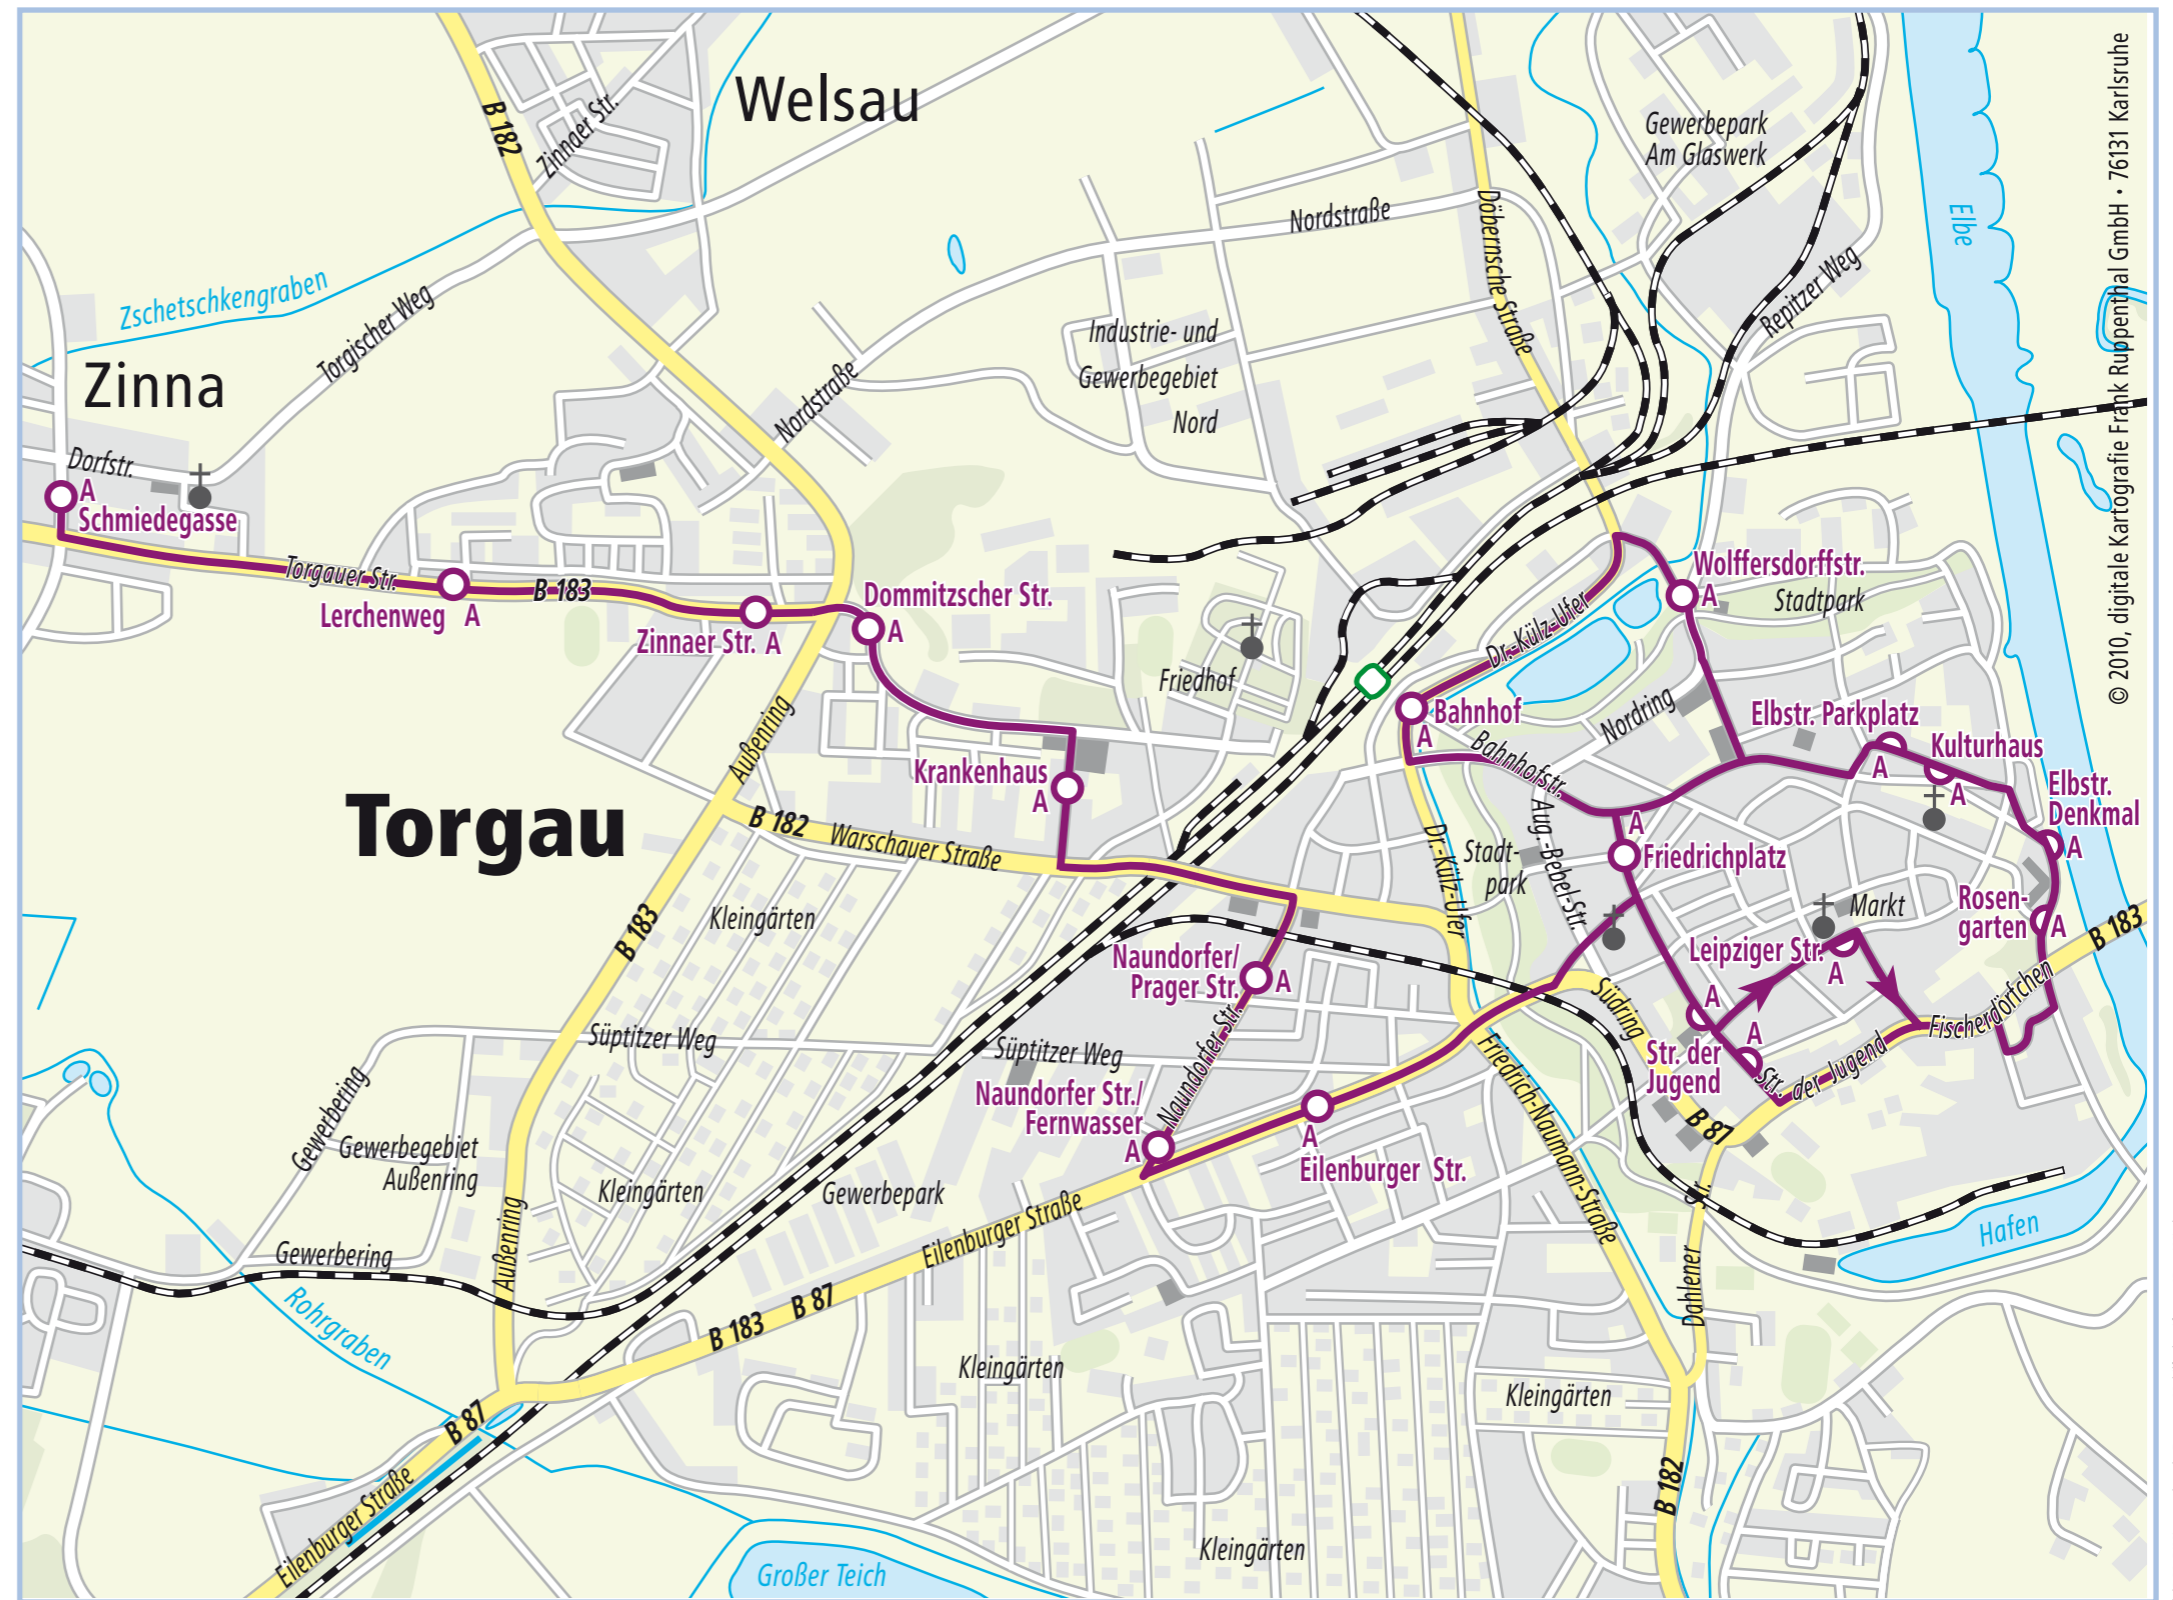 Welsau
B 182
Zinnaer Str.
Gewerbepark
Am Glaswerk
Elbe
© 2010, digitale Kartografie Frank Ruppenthal GmbH • 76131 Karlsruhe
Nordstraße
Döbernsche Straße
Repitzer Weg
Zschetschkengraben
Torgischer Weg
Industrie- und
Gewerbegebiet
Nord
Zinna
Nordstraße
Dorfstr.
A
Schmiedegasse
Torgauer Str.
B 183
Lerchenweg A
Zinnaer Str. A
Dommitzscher Str.
A
Wolffersdorffstr.
A
Stadtpark
Dr.-Külz-Ufer
Friedhof
Nordring
Bahnhof
A
Elbstr. Parkplatz
A
Kulturhaus
A
Elbstr.
Denkmal
A
Außenring
Krankenhaus
A
Bahnhofstr.
Torgau
B 182
Warschauer Straße
Dr.-Külz-Ufer
Stadt-
park
Aug.-Bebel-Str.
A
Friedrichplatz
Rosen-
garten
A
Markt
B 183
Kleingärten
B 183
Naundorfer/
Prager Str.
A
Leipziger Str.
A
Südring
A
A
Str. der
Jugend
Str. der Jugend
Fischerdörfchen
Süptitzer Weg
Süptitzer Weg
Naundorfer Str.
Naundorfer Str./
Fernwasser
A
A
Eilenburger Str.
Friedrich-Naumann-Straße
B 87
Gewerbering
Gewerbegebiet
Außenring
Kleingärten
Gewerbepark
Eilenburger Straße
Außenring
Gewerbering
Dahlener Str.
Hafen
Rohrgraben
B 183
B 87
Kleingärten
Kleingärten
B 87
Eilenburger Straße
B 182
Kleingärten
Großer Teich